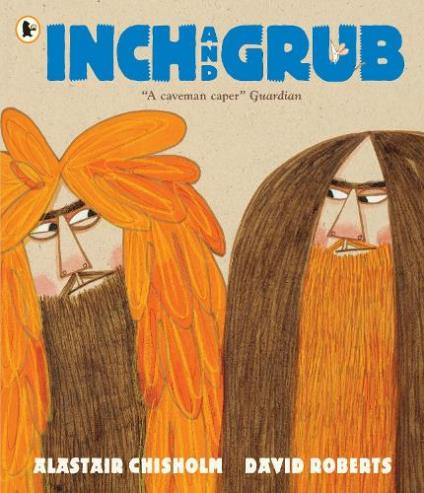 INCH AND GRUB
“A caveman caper” Guardian
ALASTAIR CHISHOLM DAVID ROBERTS